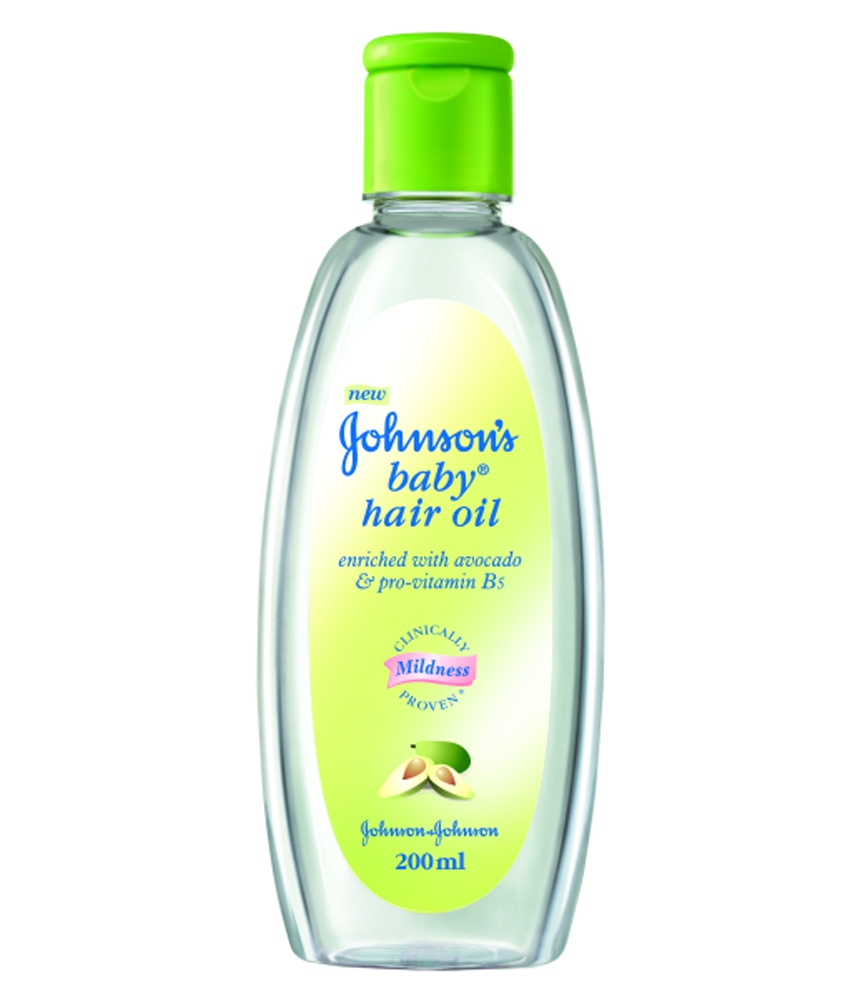 new
Johnson's
baby®
hair oil
enriched with avocado
& pro-vitamin B5
CLINICALLY
Mildness
PROVEN®
Johnson & Johnson
200ml